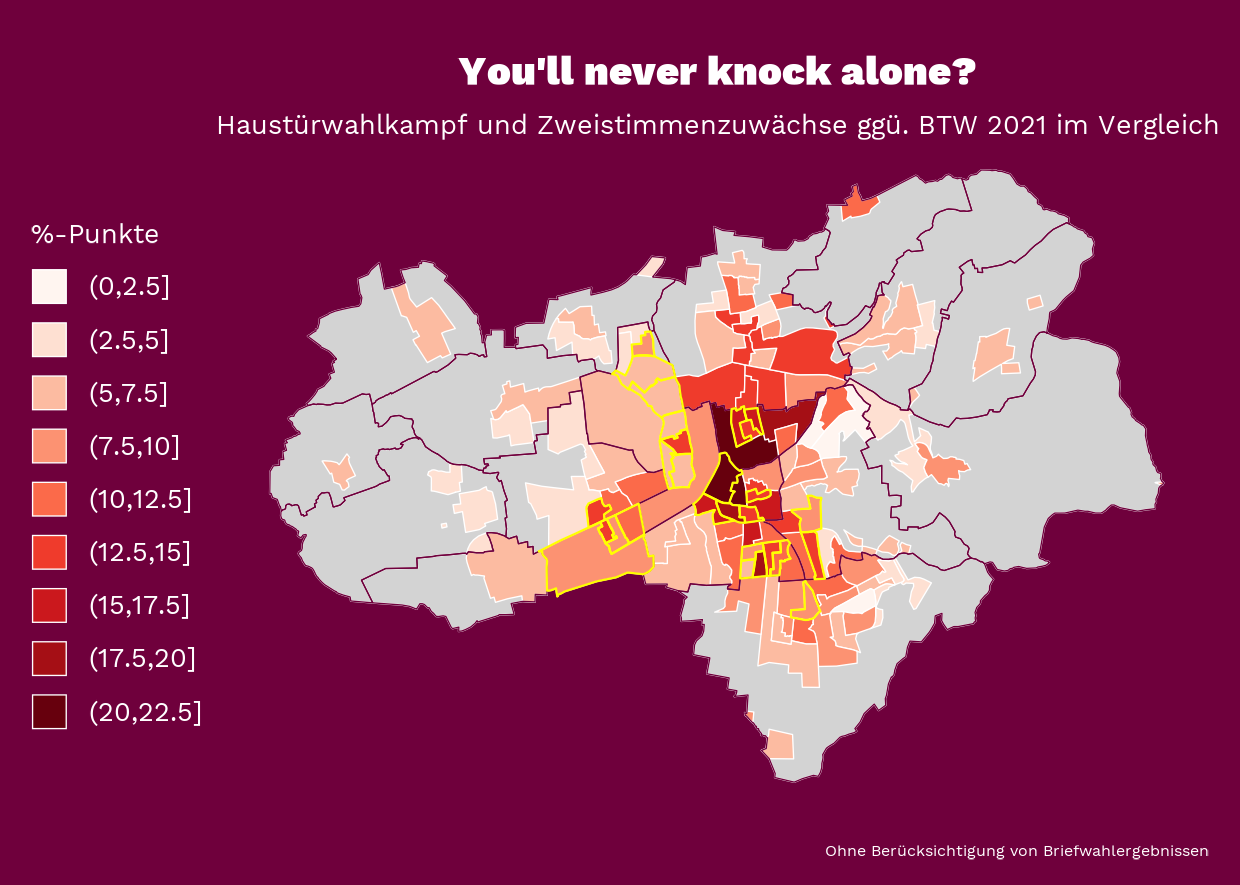 You'll never knock alone?
Haustürwahlkampf und Zweistimmenzuwächse ggü. BTW 2021 im Vergleich
%-Punkte
(0,2.5]
(2.5,5]
(5,7.5]
(7.5,10]
(10,12.5]
(12.5,15]
(15,17.5]
(17.5,20]
(20,22.5]
Ohne Berücksichtigung von Briefwahlergebnissen